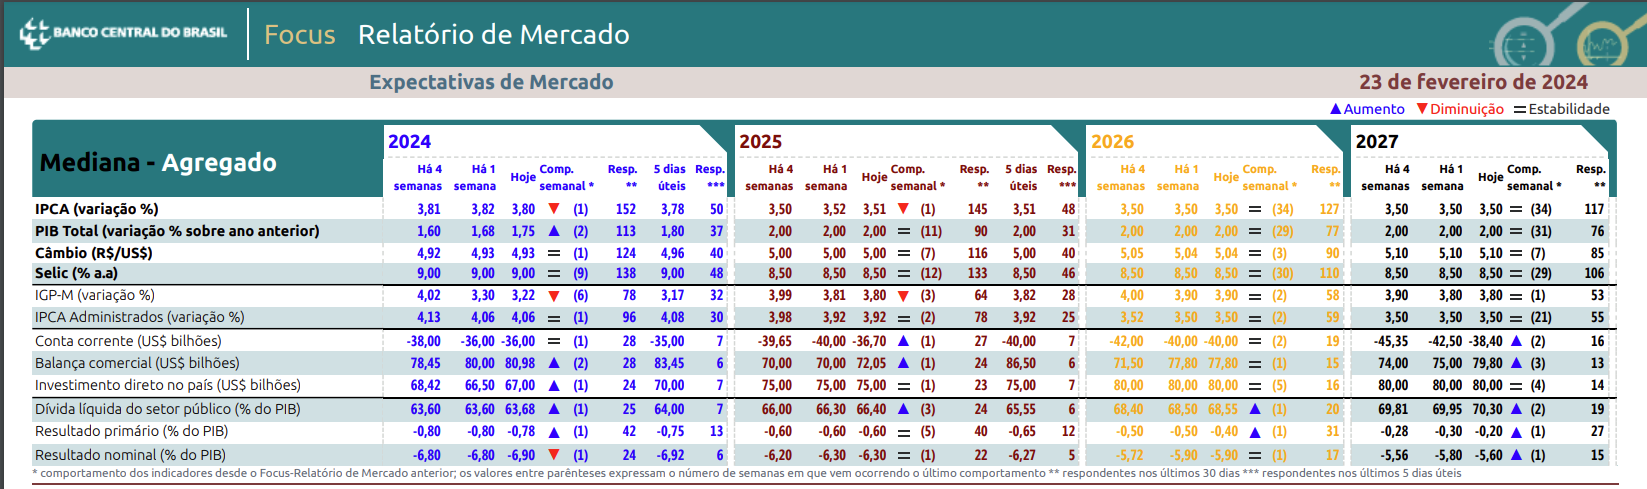 BANCO CENTRAL DO BRASIL Focus Relatório de Mercado
Expectativas de Mercado 23 de fevereiro de 2024
▲Aumento ▼Diminuição =Estabilidade
Mediana - Agregado
2024 2025 2026 2027
Há 4 semanas Há 1 semana Hoje Comp. semanal * Resp. ** 5 dias úteis Resp. *** Há 4 semanas Há 1 semana Hoje Comp. semanal * Resp. ** 5 dias úteis Resp. *** Há 4 semanas Há 1 semana Hoje Comp. semanal * Resp. ** Há 4 semanas Há 1 semana Hoje Comp. semanal * Resp. **
IPCA (variação %) 3,81 3,82 3,80 ▼ (1) 152 3,78 50 3,50 3,52 3,51 ▼ (1) 145 3,51 48 3,50 3,50 3,50 = (34) 127 3,50 3,50 3,50 = (34) 117
PIB Total (variação % sobre ano anterior) 1,60 1,68 1,75 ▲ (2) 113 1,80 37 2,00 2,00 2,00 = (11) 90 2,00 31 2,00 2,00 2,00 = (29) 77 2,00 2,00 2,00 = (31) 76
Câmbio (R$/US$) 4,92 4,93 4,93 = (1) 124 4,96 40 5,00 5,00 5,00 = (7) 116 5,00 40 5,05 5,04 5,04 = (3) 90 5,10 5,10 5,10 = (7) 85
Selic (% a.a) 9,00 9,00 9,00 = (9) 138 9,00 48 8,50 8,50 8,50 = (12) 133 8,50 46 8,50 8,50 8,50 = (30) 110 8,50 8,50 8,50 = (29) 106
IGP-M (variação %) 4,02 3,30 3,22 ▼ (6) 78 3,17 32 3,99 3,81 3,80 ▼ (3) 64 3,82 28 4,00 3,90 3,90 = (2) 58 3,90 3,80 3,80 = (1) 53
IPCA Administrados (variação %) 4,13 4,06 4,06 = (1) 96 4,08 30 3,98 3,92 3,92 = (2) 78 3,92 25 3,52 3,50 3,50 = (2) 59 3,50 3,50 3,50 = (21) 55
Conta corrente (US$ bilhões) -38,00 -36,00 -36,00 = (1) 28 -35,00 7 -39,65 -40,00 -36,70 ▲ (1) 27 -40,00 7 -42,00 -40,00 -40,00 = (2) 19 -45,35 -42,50 -38,40 ▲ (2) 16
Balança comercial (US$ bilhões) 78,45 80,00 80,98 ▲ (2) 28 83,45 6 70,00 70,00 72,05 ▲ (1) 24 86,50 6 71,50 77,80 77,80 = (1) 15 74,00 75,00 79,80 ▲ (3) 13
Investimento direto no país (US$ bilhões) 68,42 66,50 67,00 ▲ (1) 24 70,00 7 75,00 75,00 75,00 = (1) 23 75,00 7 80,00 80,00 80,00 = (5) 16 80,00 80,00 80,00 = (4) 14
Dívida líquida do setor público (% do PIB) 63,60 63,60 63,68 ▲ (1) 25 64,00 7 66,00 66,30 66,40 ▲ (3) 24 65,55 6 68,40 68,50 68,55 ▲ (1) 20 69,81 69,95 70,30 ▲ (2) 19
Resultado primário (% do PIB) -0,80 -0,80 -0,78 ▲ (1) 42 -0,75 13 -0,60 -0,60 -0,60 = (5) 40 -0,65 12 -0,50 -0,50 -0,40 ▲ (1) 31 -0,28 -0,30 -0,20 ▲ (1) 27
Resultado nominal (% do PIB) -6,80 -6,80 -6,90 ▼ (1) 24 -6,92 6 -6,20 -6,30 -6,30 = (1) 22 -6,27 5 -5,72 -5,90 -5,90 = (1) 17 -5,56 -5,80 -5,60 ▲ (1) 15
* comportamento dos indicadores desde o Focus-Relatório de Mercado anterior; os valores entre parênteses expressam o número de semanas em que vem ocorrendo o último comportamento ** respondentes nos últimos 30 dias *** respondentes nos últimos 5 dias úteis